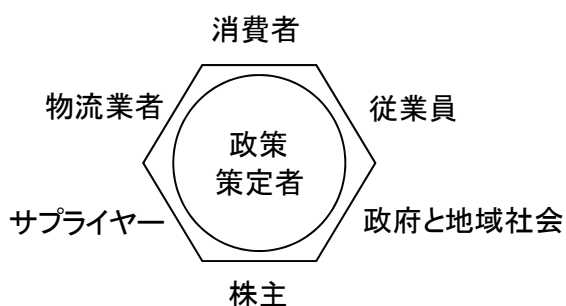 消費者
物流業者
従業員
政策
策定者
サプライヤー
政府と地域社会
株主